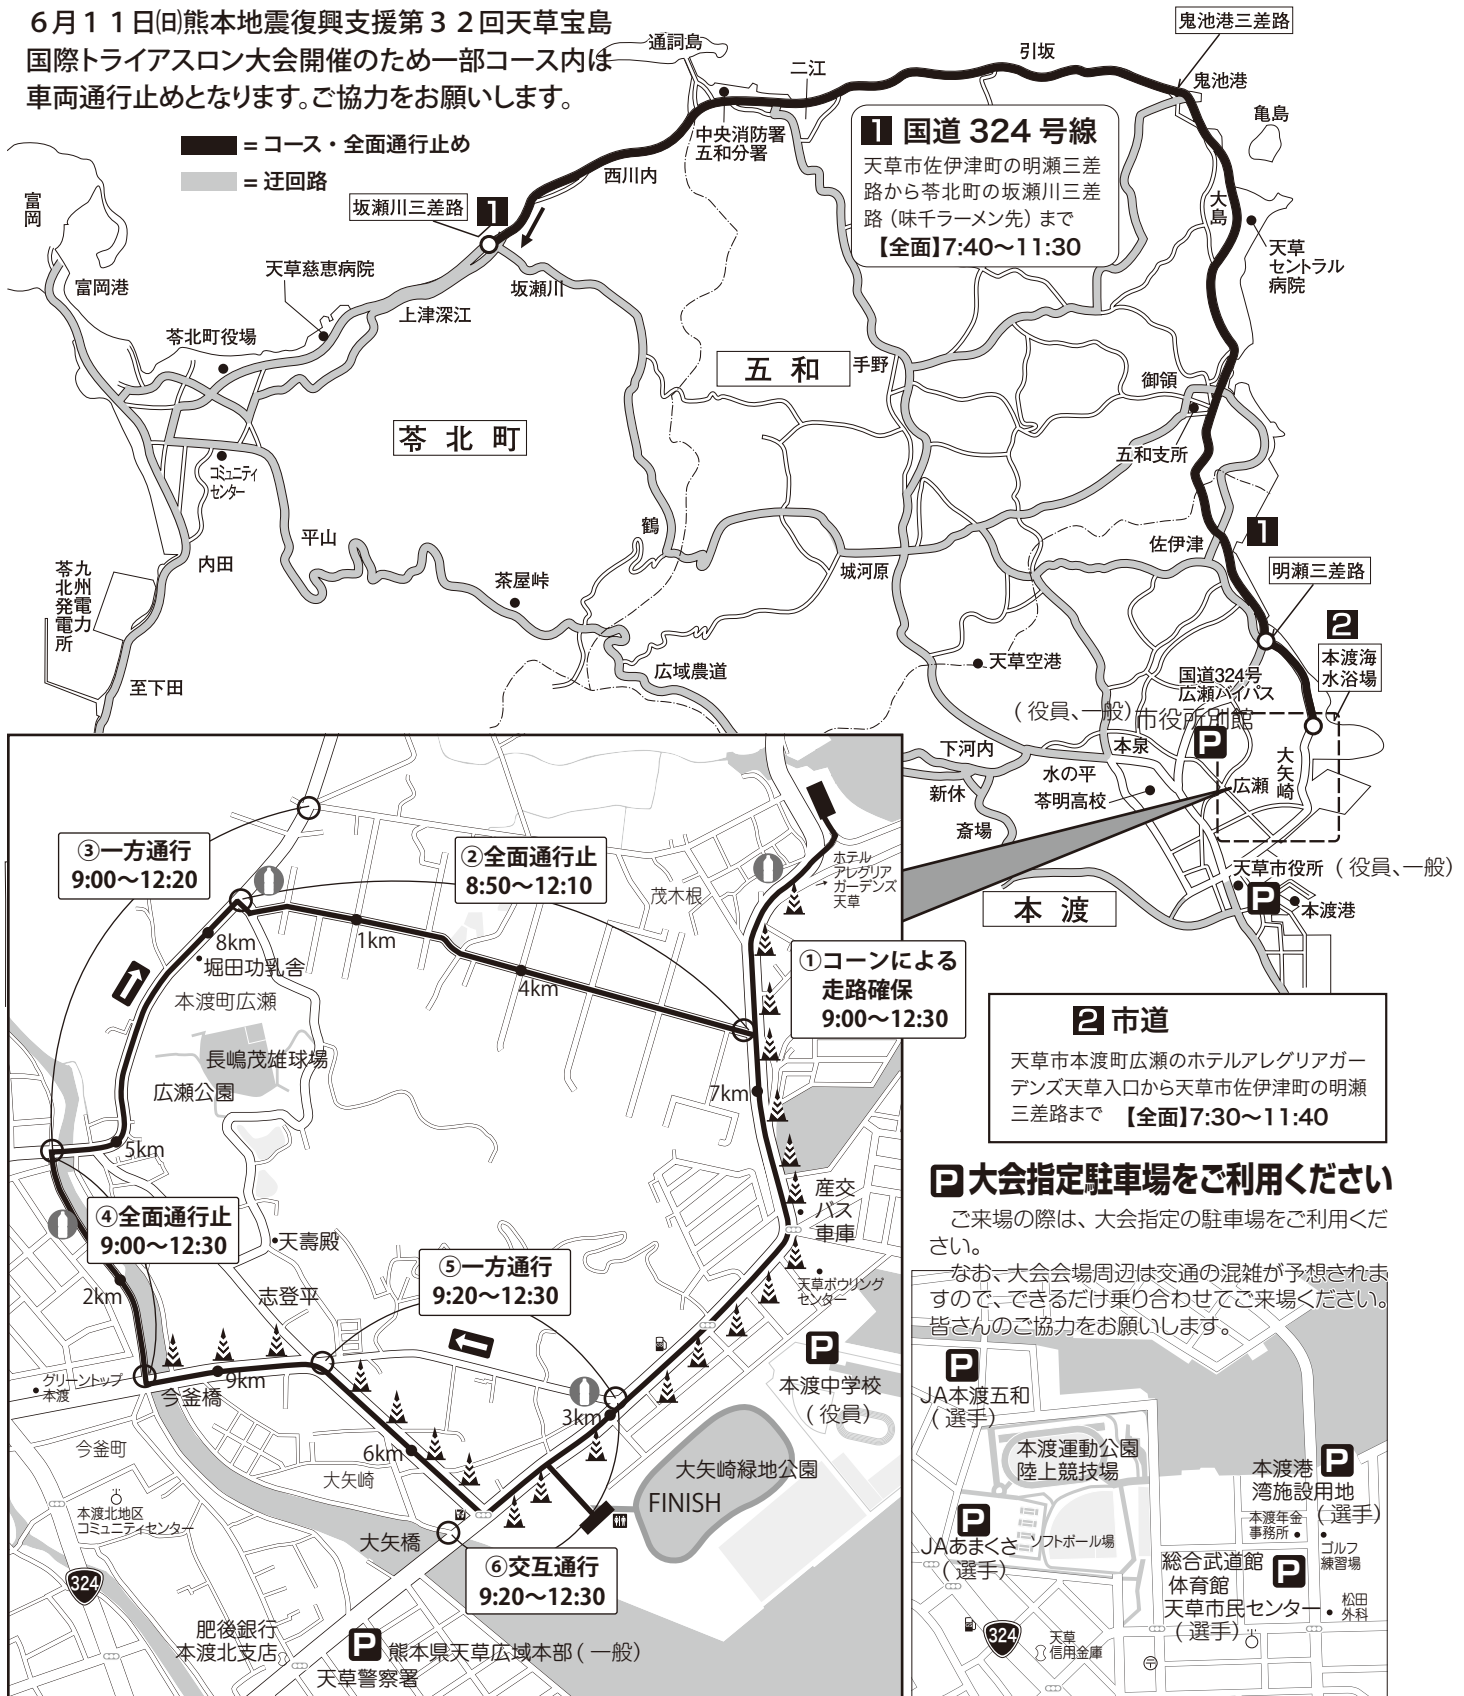 ６月１１日㈰熊本地震復興支援第３２回天草宝島
国際トライアスロン大会開催のため一部コース内は
車両通行止めとなります。ご協力をお願いします。
= コース・全面通行止め
= 迂回路
通詞島
二江
引坂
鬼池港三差路
鬼池港
亀島
中央消防署
五和分署
西川内
1 国道 324 号線
天草市佐伊津町の明瀬三差
路から苓北町の坂瀬川三差
路（味千ラーメン先）まで
【全面】7:40〜11:30
大島
天草
セントラル
病院
坂瀬川三差路
1
富岡
富岡港
天草慈恵病院
坂瀬川
上津深江
苓北町役場
五 和
手野
御領
苓 北 町
五和支所
コミュニティ
センター
平山
鶴
1
佐伊津
内田
茶屋峠
城河原
明瀬三差路
九州電力
苓北発電所
2
本渡海
水浴場
広域農道
天草空港
至下田
国道324号
広瀬バイパス
（役員、一般）市役所別館
P
下河内
本泉
大矢崎
水の平
広瀬
新休
苓明高校
斎場
天草市役所（役員、一般）
P
本渡港
本 渡
③一方通行
9:00〜12:20
②全面通行止
8:50〜12:10
茂木根
ホテル
アレグリア
ガーデンズ
天草
8km
堀田功乳舎
1km
4km
①コーンによる
走路確保
9:00〜12:30
本渡町広瀬
長嶋茂雄球場
広瀬公園
7km
5km
④全面通行止
9:00〜12:30
天壽殿
産交
バス
車庫
⑤一方通行
9:20〜12:30
2km
志登平
天草ボウリング
センター
P
本渡中学校
（役員）
グリーントップ
本渡
今釜橋
9km
3km
今釜町
6km
大矢崎
大矢崎緑地公園
FINISH
本渡北地区
コミュニティセンター
大矢橋
⑥交互通行
9:20〜12:30
324
肥後銀行
本渡北支店
P 熊本県天草広域本部（一般）
天草警察署
2 市道
天草市本渡町広瀬のホテルアレグリアガー
デンズ天草入口から天草市佐伊津町の明瀬
三差路まで 【全面】7:30〜11:40
P 大会指定駐車場をご利用ください
ご来場の際は、大会指定の駐車場をご利用くだ
さい。
なお、大会会場周辺は交通の混雑が予想されま
すので、できるだけ乗り合わせてご来場ください。
皆さんのご協力をお願いします。
P
JA本渡五和
（選手）
本渡運動公園
陸上競技場
本渡港 P
湾施設用地
（選手）
P
JAあまくさ
（選手）
ソフトボール場
本渡年金
事務所
ゴルフ
練習場
総合武道館
体育館 P
天草市民センター
（選手）
松田
外科
324
天草
信用金庫